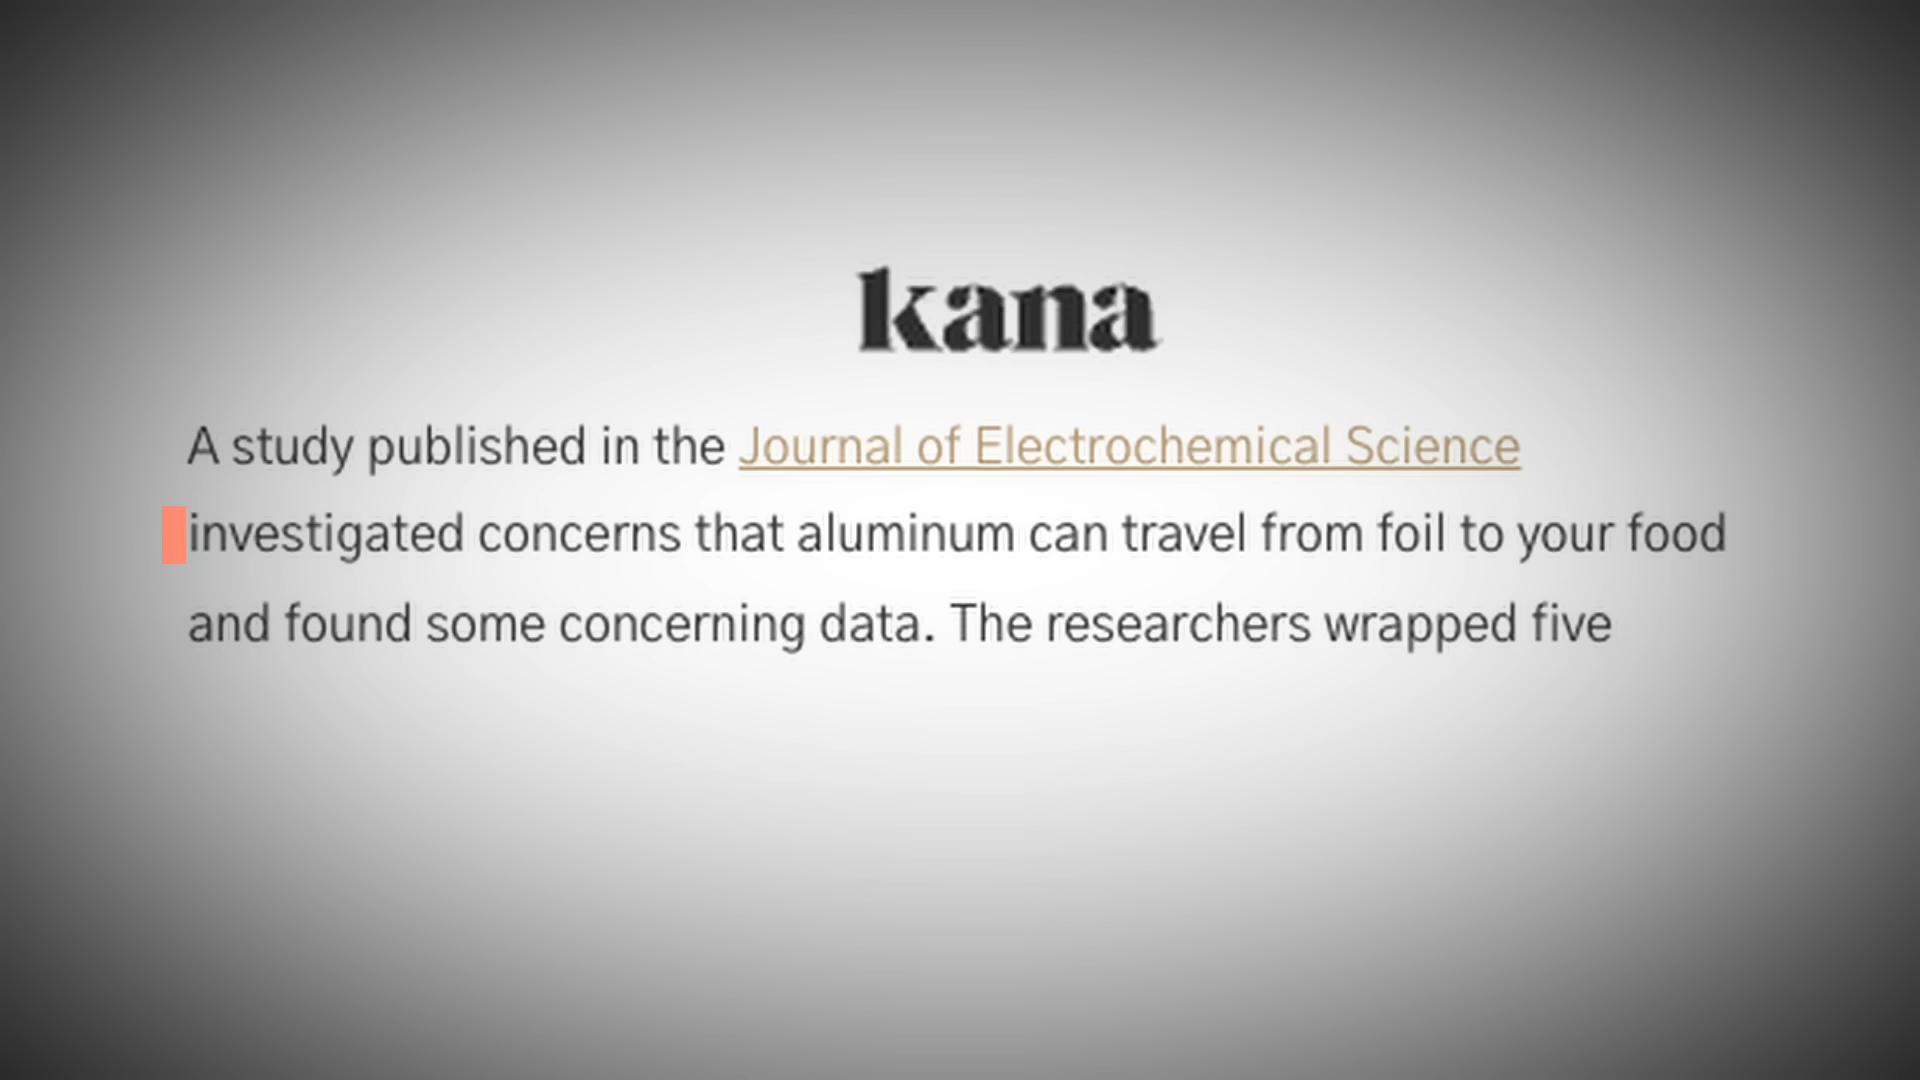 kana
A study published in the Journal of Electrochemical Science
investigated concerns that aluminum can travel from foil to your food
and found some concerning data. The researchers wrapped five